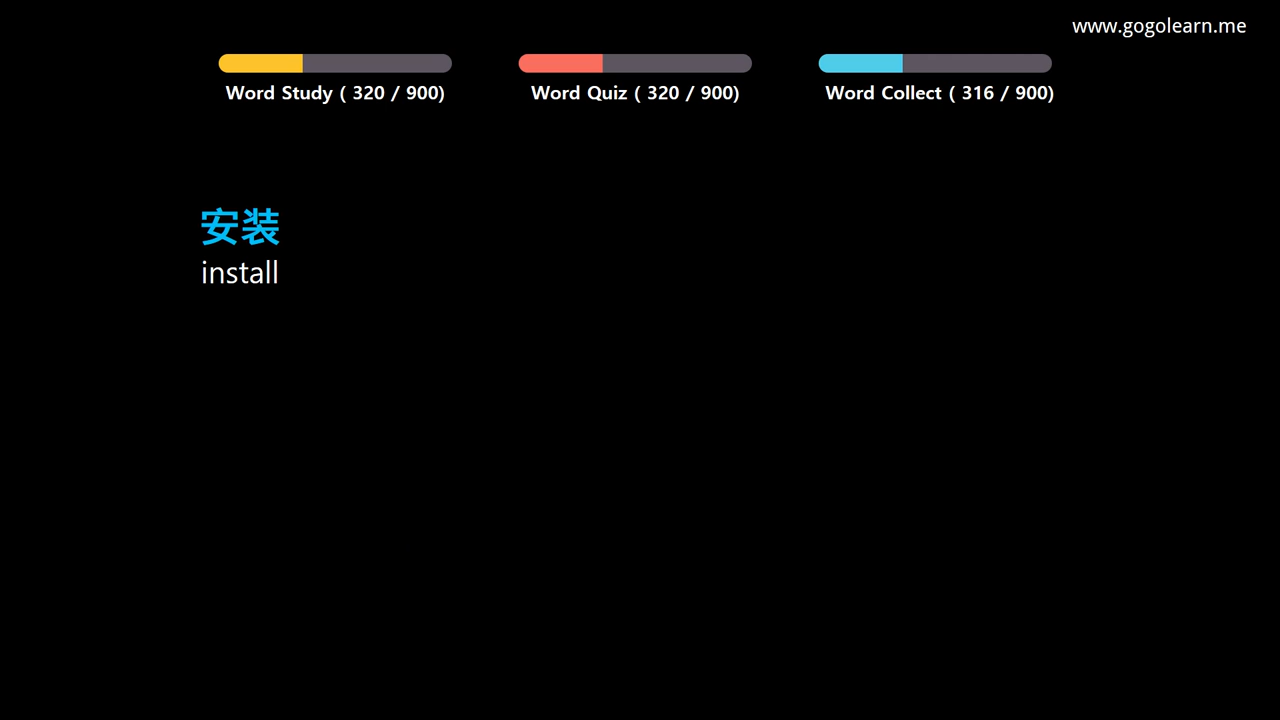 www.gogolearn.me
Word Study ( 320 / 900)
Word Quiz ( 320 / 900)
Word Collect ( 316 / 900)
安装
install